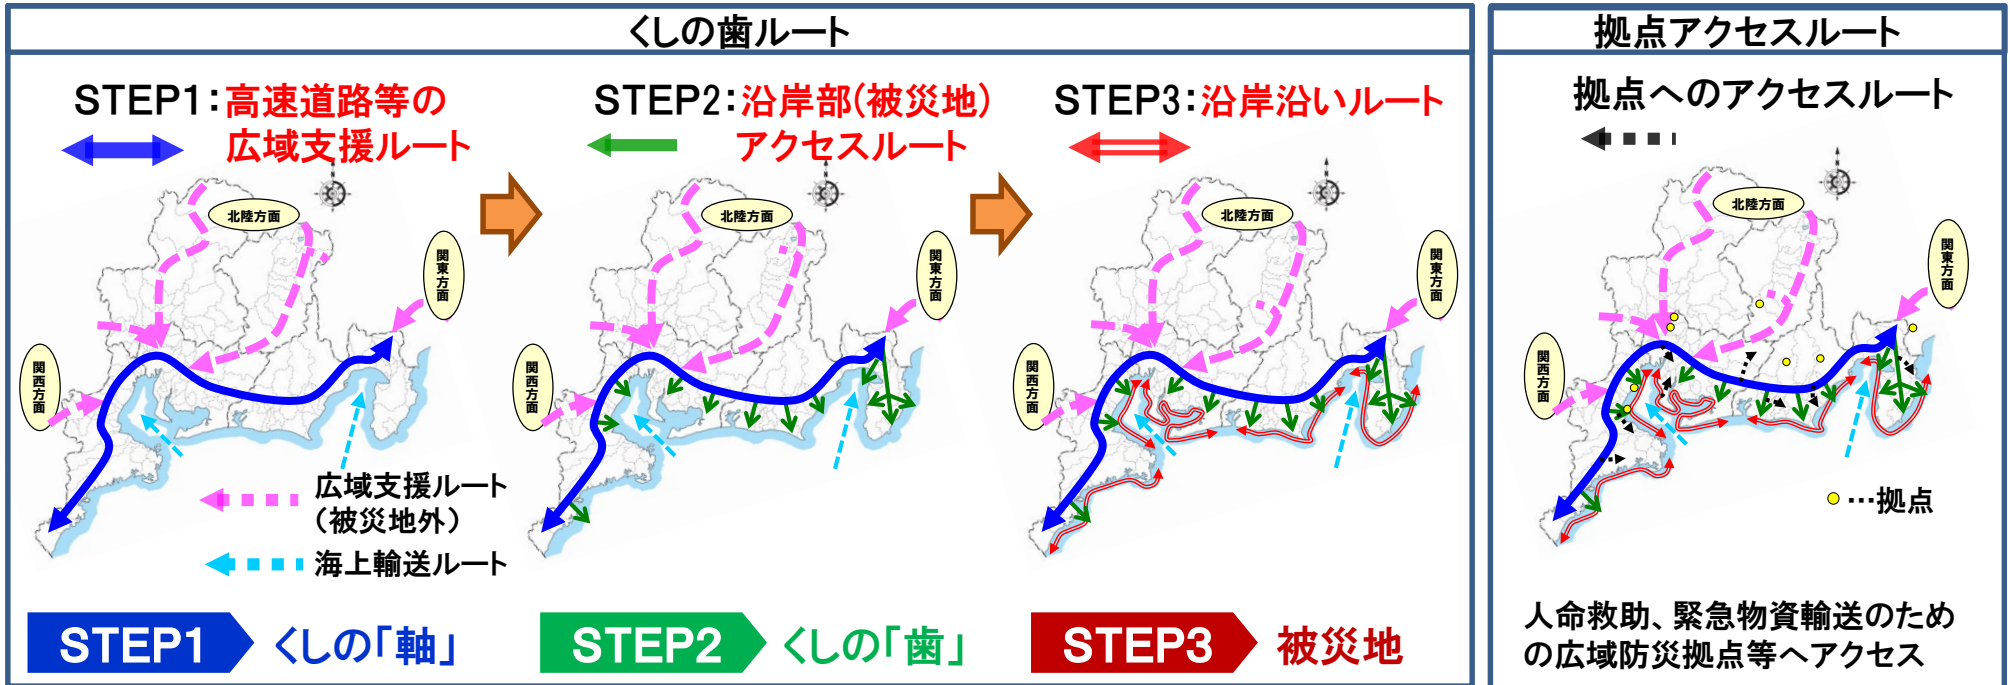 くしの歯ルート
STEP1:高速道路等の
広域支援ルート
北陸方面
関東方面
関西方面
広域支援ルート
(被災地外)
海上輸送ルート
STEP1 くしの「軸」
STEP2:沿岸部(被災地)
アクセスルート
北陸方面
関東方面
関西方面
STEP2 くしの「歯」
STEP3:沿岸沿いルート
北陸方面
関東方面
関西方面
STEP3 被災地
拠点アクセスルート
拠点へのアクセスルート
北陸方面
関東方面
関西方面
…拠点
人命救助、緊急物資輸送のため
の広域防災拠点等へアクセス